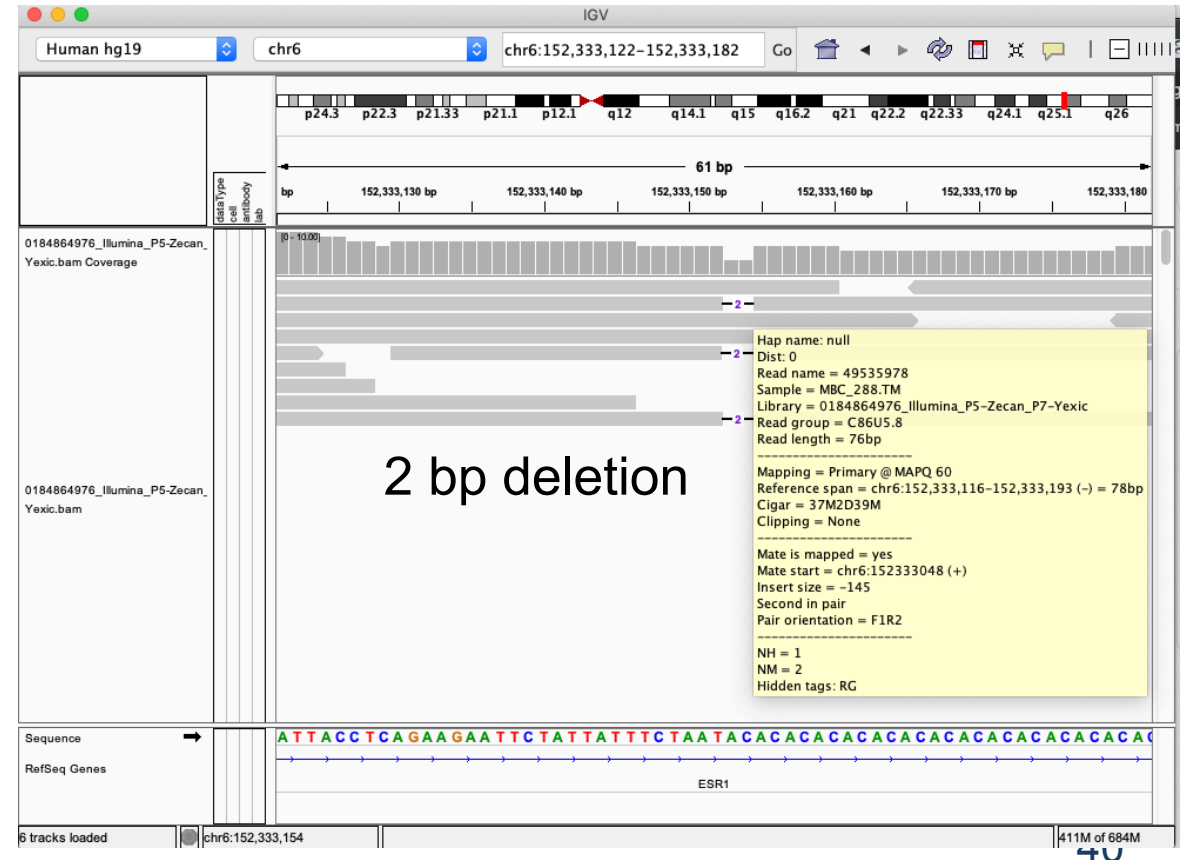 IGV
Human hg19 chr6 chr6:152,333,122-152,333,182 Go
p24.3 p22.3 p21.33 p21.1 p12.1 q12 q14.1 q15 q16.2 q21 q22.2 q22.33 q24.1 q25.1 q26
61 bp
bp 152,333,130 bp 152,333,140 bp 152,333,150 bp 152,333,160 bp 152,333,170 bp 152,333,180
dataType
cell
antibody
lab
0184864976_Illumina_P5-Zecan_
Yexic.bam Coverage
[0 - 10.00]
2
2
2
Hap name: null
Dist: 0
Read name = 49535978
Sample = MBC_288.TM
Library = 0184864976_Illumina_P5-Zecan_P7-Yexic
Read group = C86U5.8
Read length = 76bp
----------------------
Mapping = Primary @ MAPQ 60
Reference span = chr6:152,333,116-152,333,193 (-) = 78bp
Cigar = 37M2D39M
Clipping = None
----------------------
Mate is mapped = yes
Mate start = chr6:152333048 (+)
Insert size = -145
Second in pair
Pair orientation = F1R2
----------------------
NH = 1
NM = 2
Hidden tags: RG
2 bp deletion
0184864976_Illumina_P5-Zecan_
Yexic.bam
Sequence
ATTACCTCAGAAGAATTCTATTATTTCTAATACACACACACACACACACACACACACACAC
RefSeq Genes
ESR1
6 tracks loaded chr6:152,333,154 411M of 684M